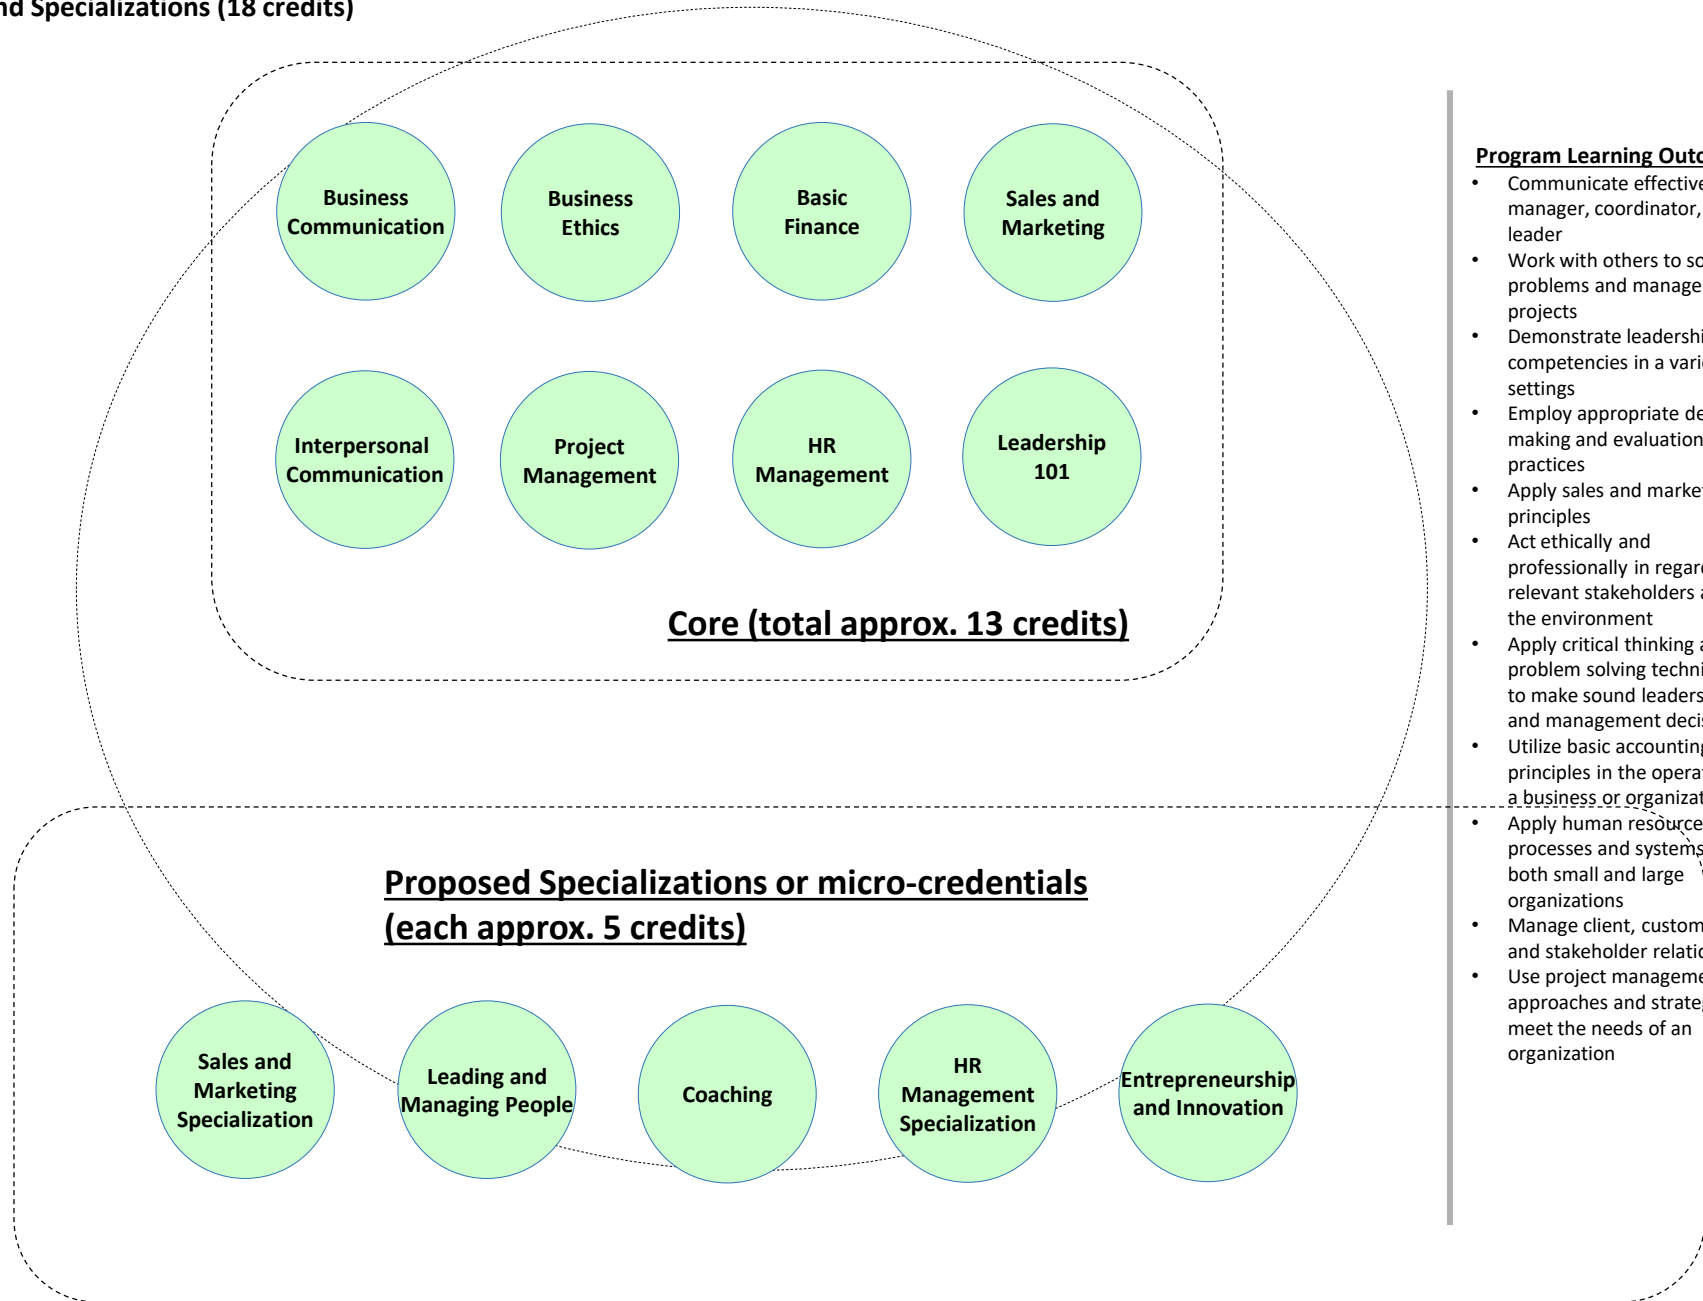 nd Specializations (18 credits)
Business
Communication
Business
Ethics
Basic
Finance
Sales and
Marketing
Interpersonal
Communication
Project
Management
HR
Management
Leadership
101
Core (total approx. 13 credits)
Proposed Specializations or micro-credentials
(each approx. 5 credits)
Sales and
Marketing
Specialization
Leading and
Managing People
Coaching
HR
Management
Specialization
Entrepreneurship
and Innovation
Program Learning Outc
• Communicate effective
manager, coordinator,
leader
• Work with others to so
problems and manage
projects
• Demonstrate leadershi
competencies in a vari
settings
• Employ appropriate de
making and evaluation
practices
• Apply sales and marke
principles
• Act ethically and
professionally in regar
relevant stakeholders a
the environment
• Apply critical thinking a
problem solving techni
to make sound leaders
and management decis
• Utilize basic accounting
principles in the opera
a business or organizat
• Apply human resource
processes and systems
both small and large
organizations
• Manage client, custom
and stakeholder relatio
• Use project manageme
approaches and strateg
meet the needs of an
organization